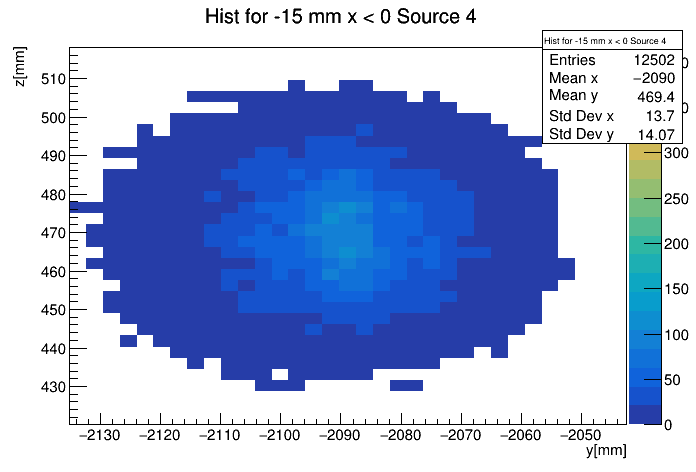 Hist for -15 mm x < 0 Source 4
Hist for -15 mm x < 0 Source 4
Entries 12502
Mean x −2090
Mean y 469.4
Std Dev x 13.7
Std Dev y 14.07
z[mm]
510
500
490
480
470
460
450
440
430
−2130 −2120 −2110 −2100 −2090 −2080 −2070 −2060 −2050
y[mm]
300
250
200
150
100
50
0